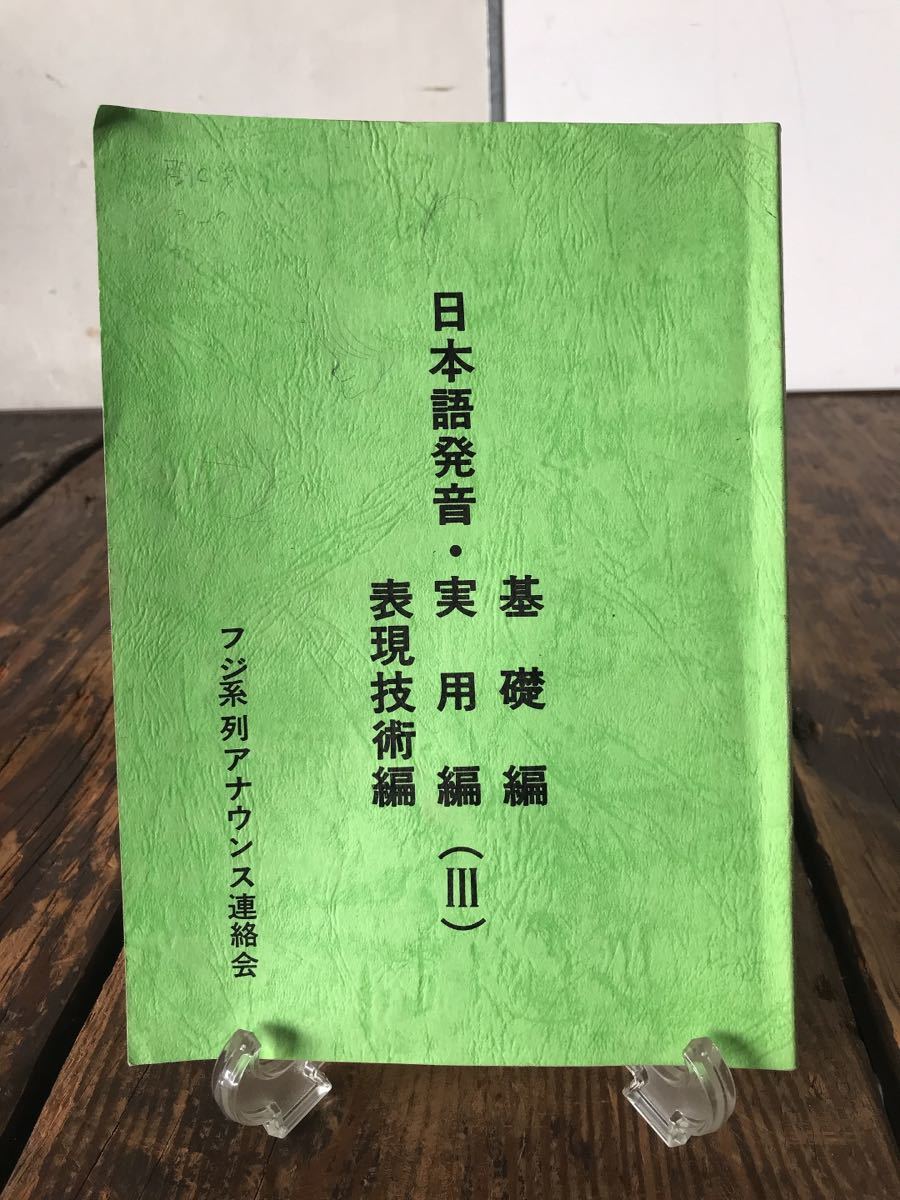 基礎編
日本語発音・実用編（III）
表現技術編
フジ系列アナウンス連絡会